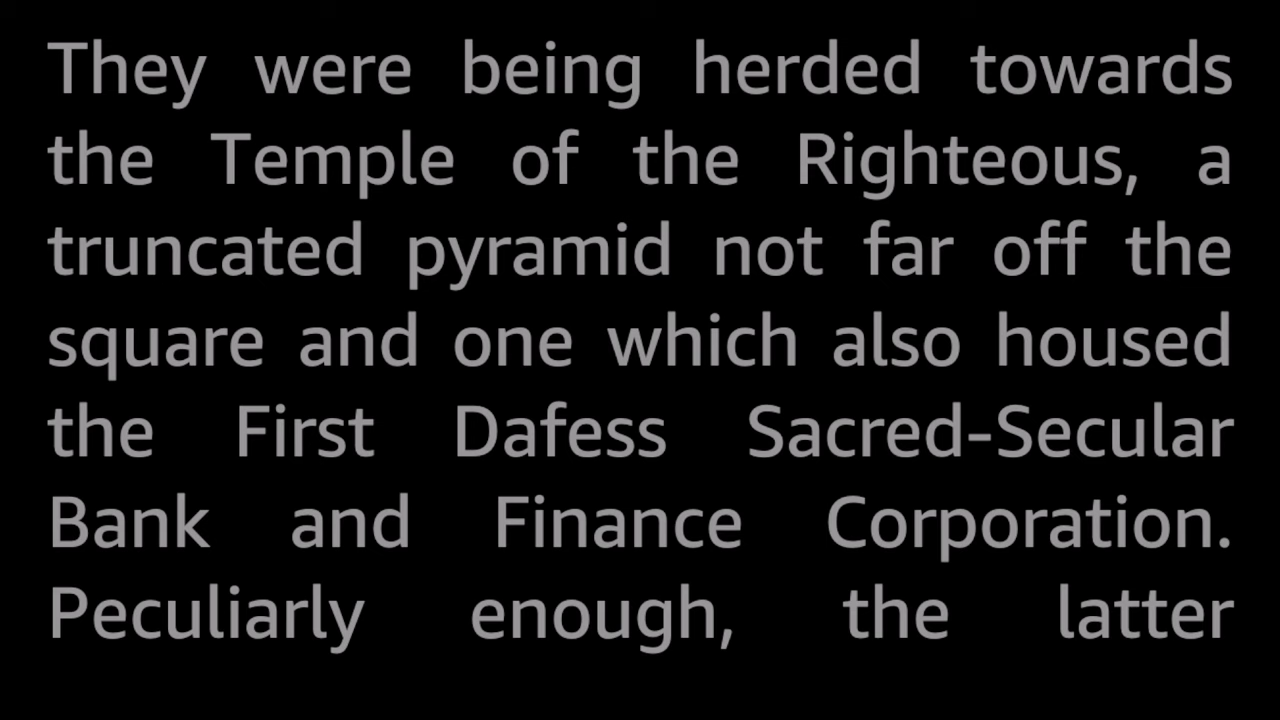 They were being herded towards
the Temple of the Righteous, a
truncated pyramid not far off the
square and one which also housed
the First Dafess Sacred-Secular
Bank and Finance Corporation.
Peculiarly enough, the latter